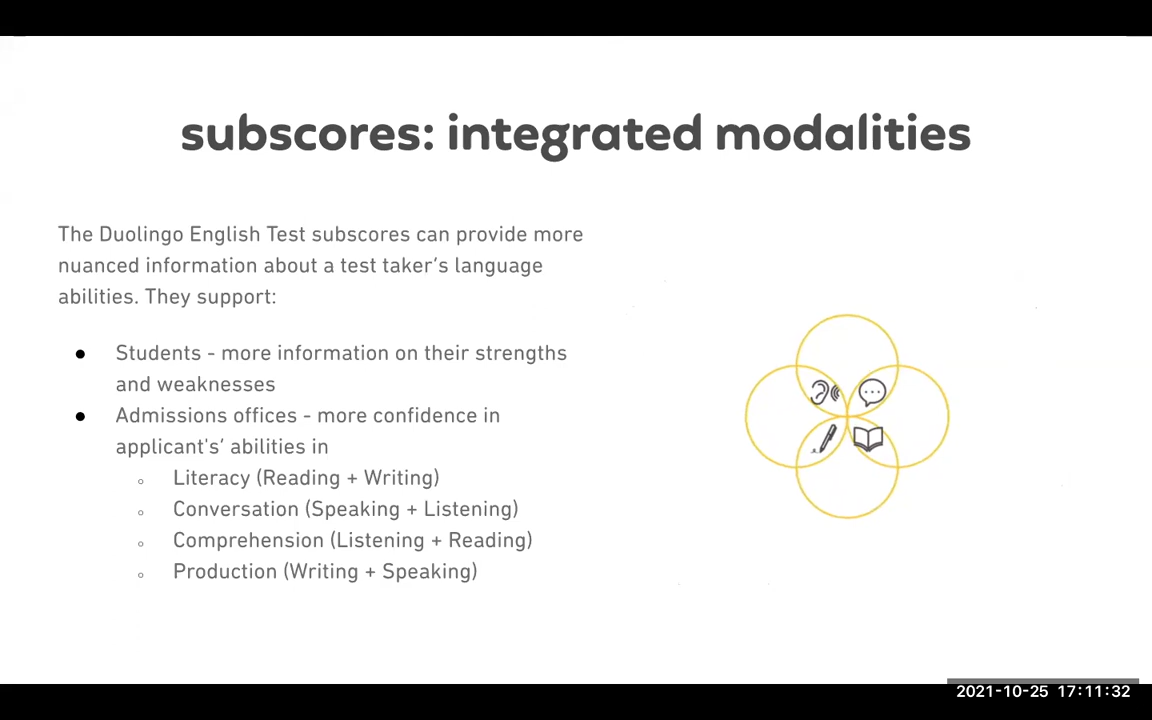 subscores: integrated modalities
The Duolingo English Test subscores can provide more
nuanced information about a test taker’s language
abilities. They support:
● Students - more information on their strengths
and weaknesses
● Admissions offices - more confidence in
applicant's’ abilities in
○ Literacy (Reading + Writing)
○ Conversation (Speaking + Listening)
○ Comprehension (Listening + Reading)
○ Production (Writing + Speaking)
2021-10-25 17:11:32